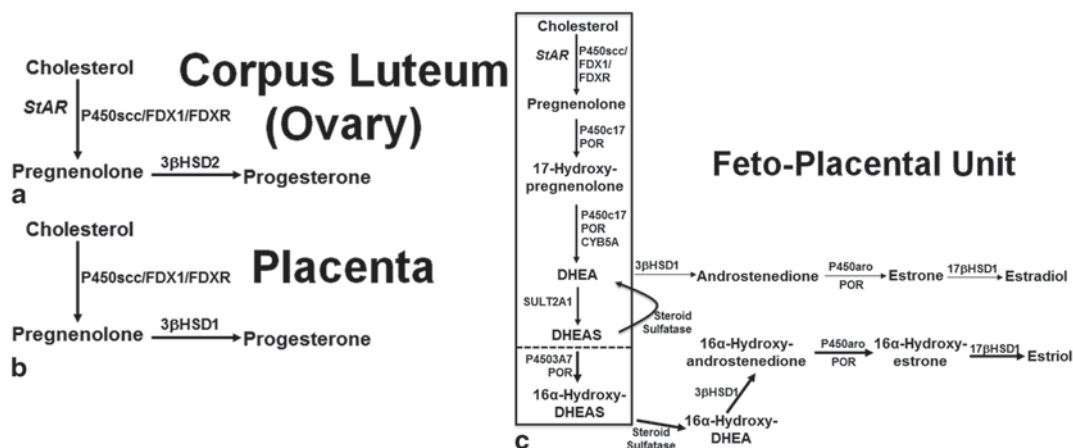 Cholesterol
StAR
P450scc/FDX1/FDXR
Pregnenolone
3βHSD2
Progesterone
a
Corpus Luteum
(Ovary)
Cholesterol
P450scc/FDX1/FDXR
Pregnenolone
3βHSD1
Progesterone
b
Placenta
Cholesterol
StAR
P450scc/
FDX1/
FDXR
Pregnenolone
P450c17
POR
17-Hydroxy-
pregnenolone
P450c17
POR
CYB5A
DHEA
SULT2A1
DHEAS
Steroid
Sulfatase
P4503A7
POR
16α-Hydroxy-
DHEAS
c
Feto-Placental Unit
3βHSD1
Androstenedione
P450aro
POR
Estrone
17βHSD1
Estradiol
Steroid
Sulfatase
16α-Hydroxy-
DHEA
3βHSD1
16α-Hydroxy-
androstenedione
P450aro
POR
16α-Hydroxy-
estrone
17βHSD1
Estriol